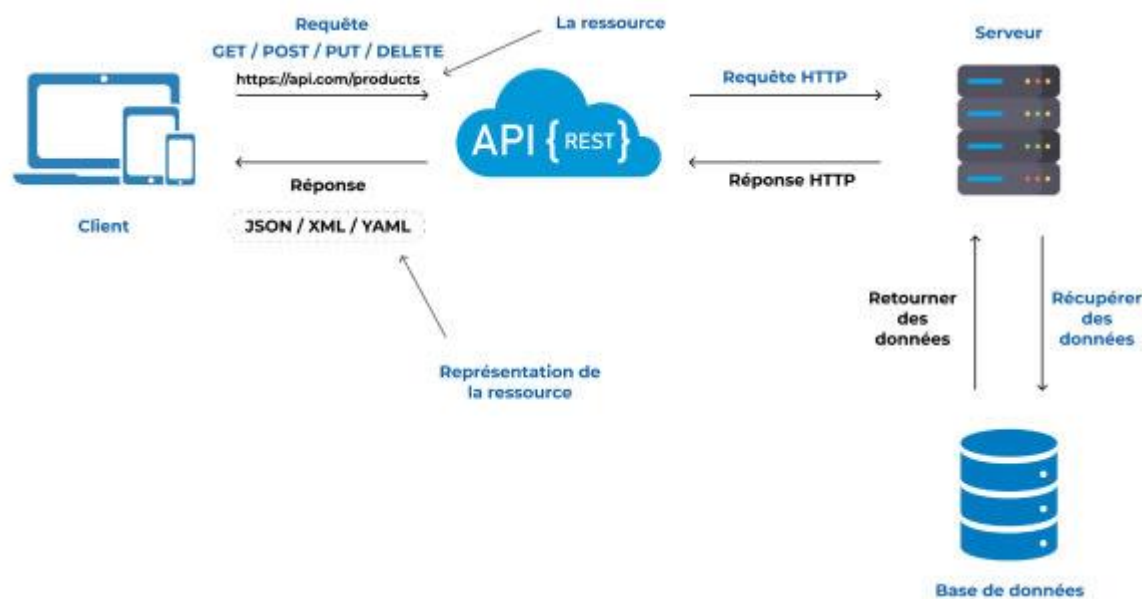 Requête
GET / POST / PUT / DELETE
https://api.com/products
La ressource
Serveur
API { REST }
Requête HTTP
Réponse HTTP
Réponse
JSON / XML / YAML
Client
Représentation de
la ressource
Retourner
des
données
Récupérer
des
données
Base de données